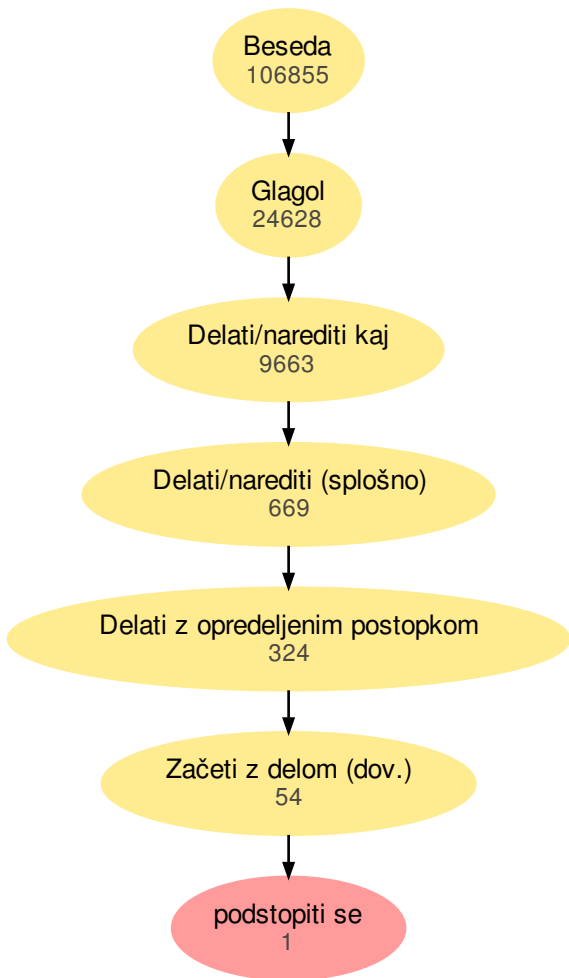 Beseda
106855
Glagol
24628
Delati/narediti kaj
9663
Delati/narediti (splošno)
669
Delati z opredeljenim postopkom
324
Začeti z delom (dov.)
54
podstopiti se
1